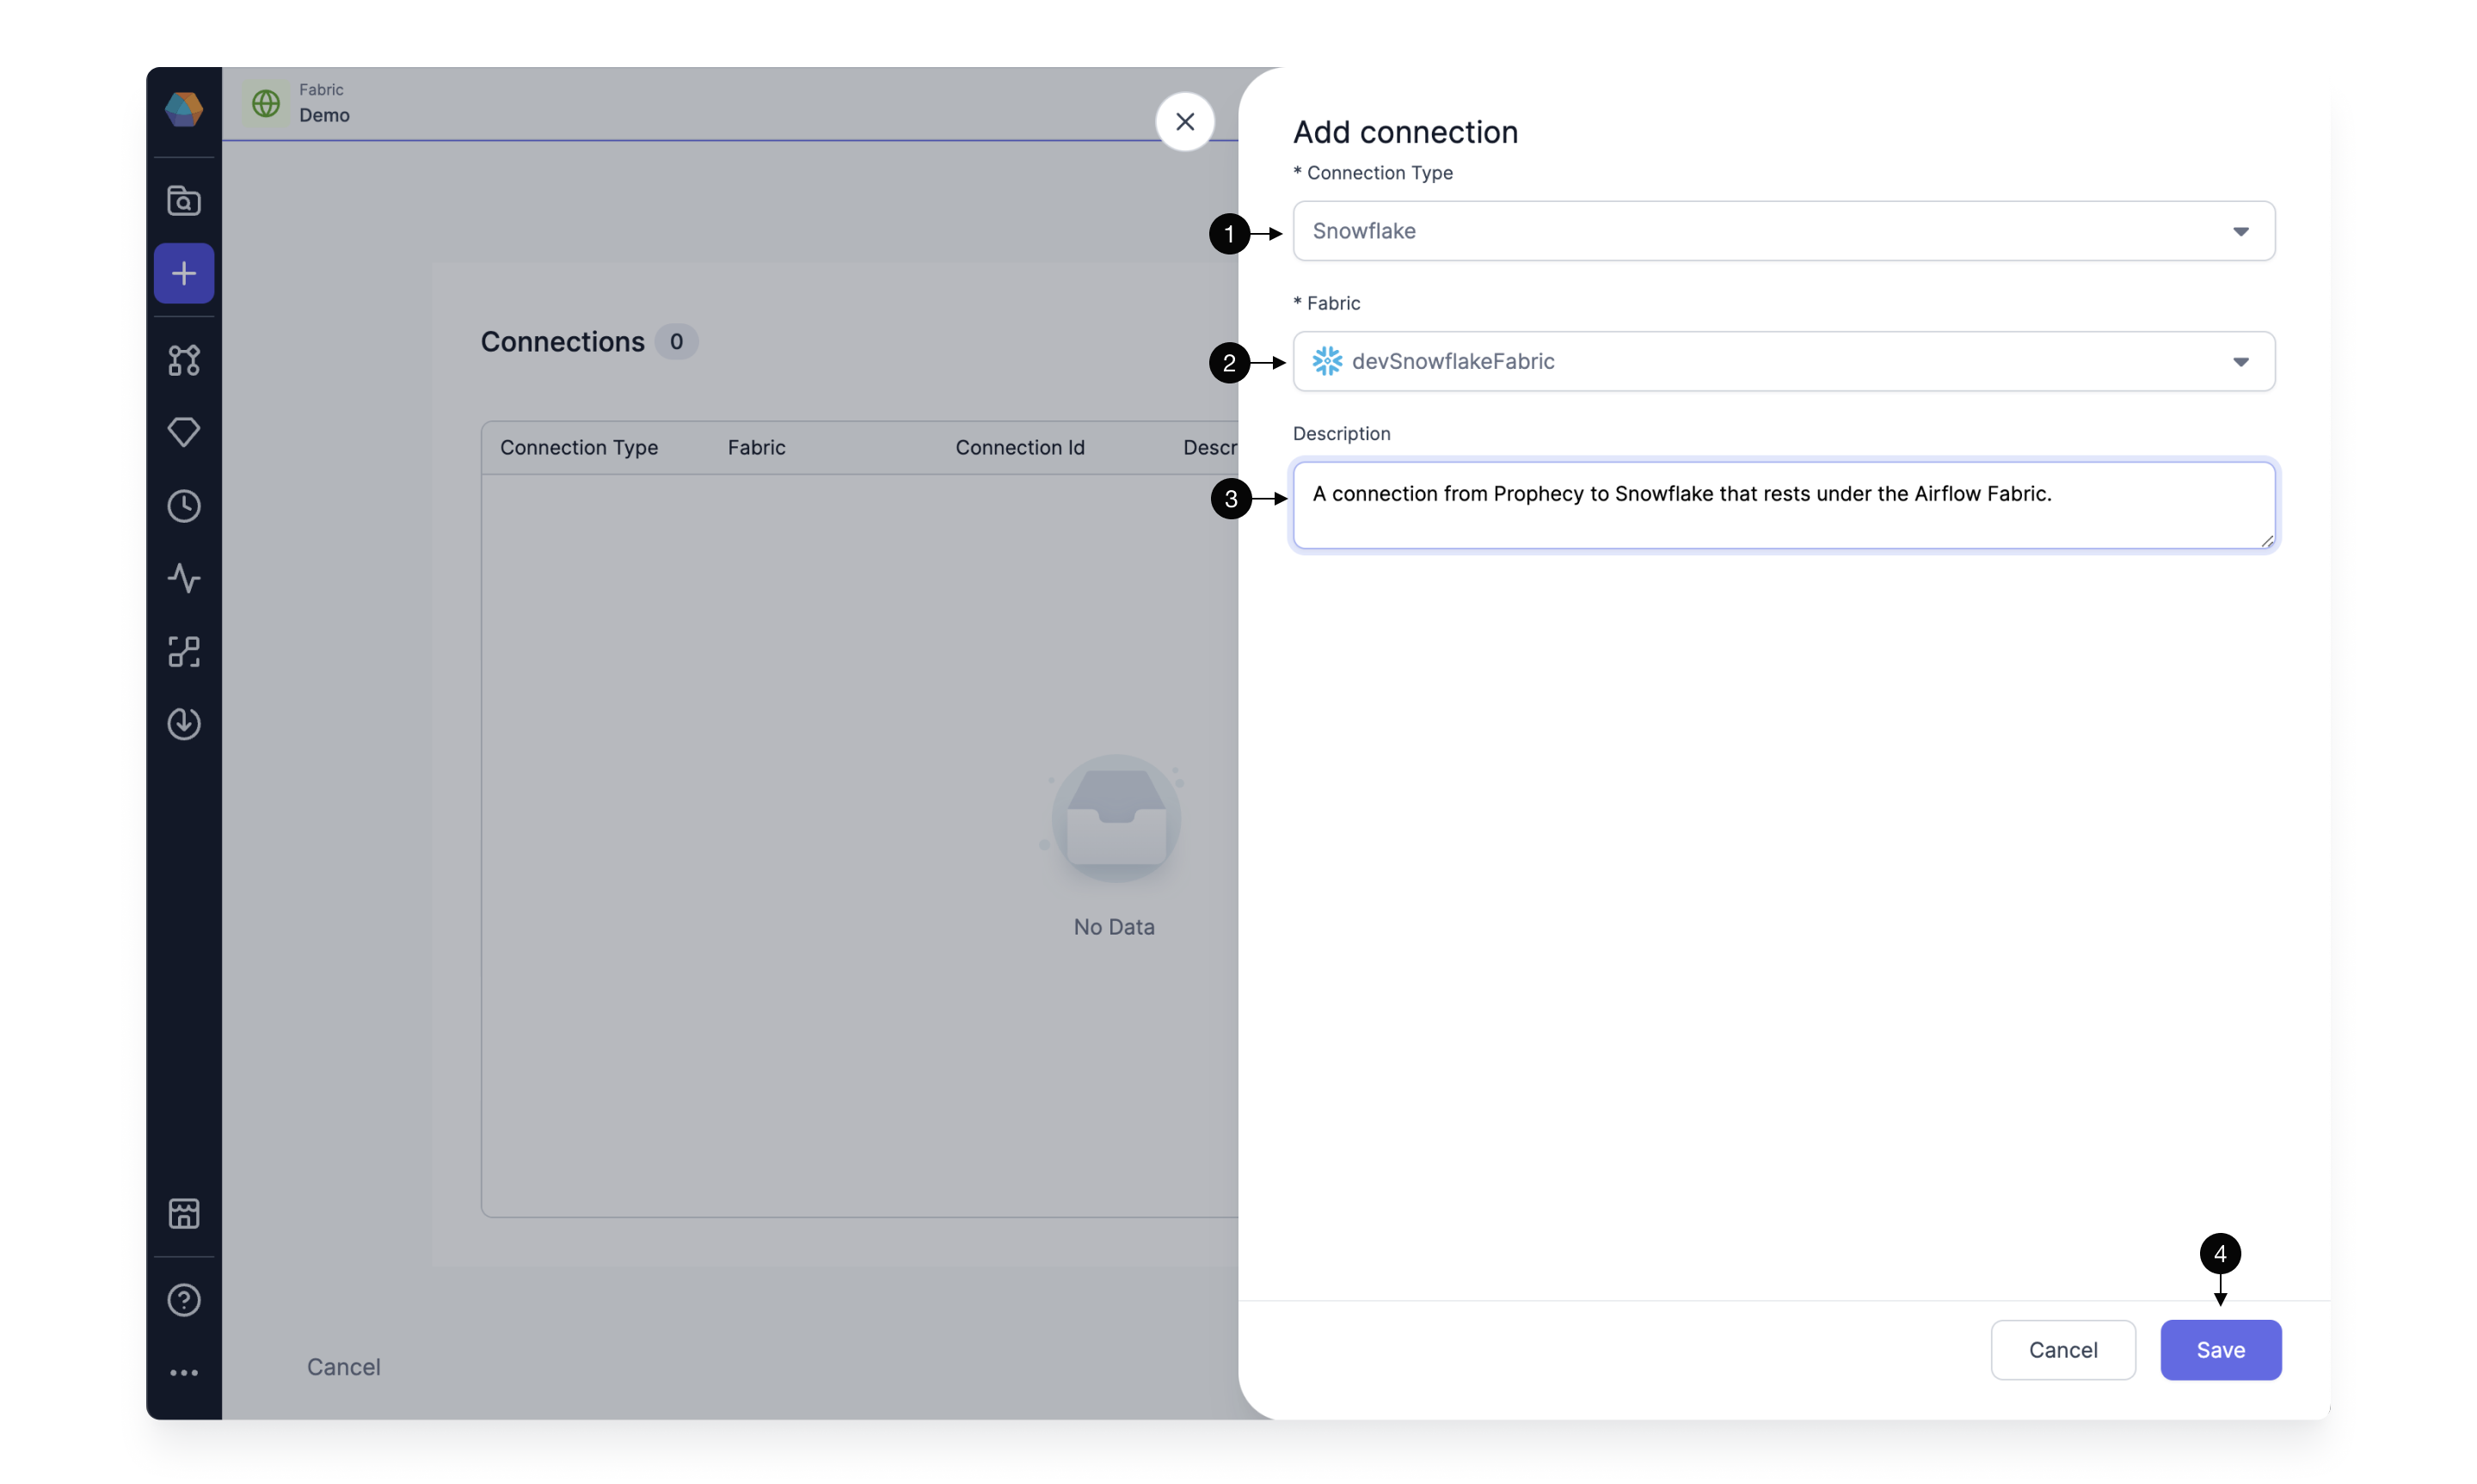 Fabric
Demo
Connections 0
Connection Type Fabric Connection Id Descr
No Data
Cancel
Add connection
* Connection Type
1 Snowflake
* Fabric
2 devSnowflakeFabric
Description
3 A connection from Prophecy to Snowflake that rests under the Airflow Fabric.
4
Cancel Save